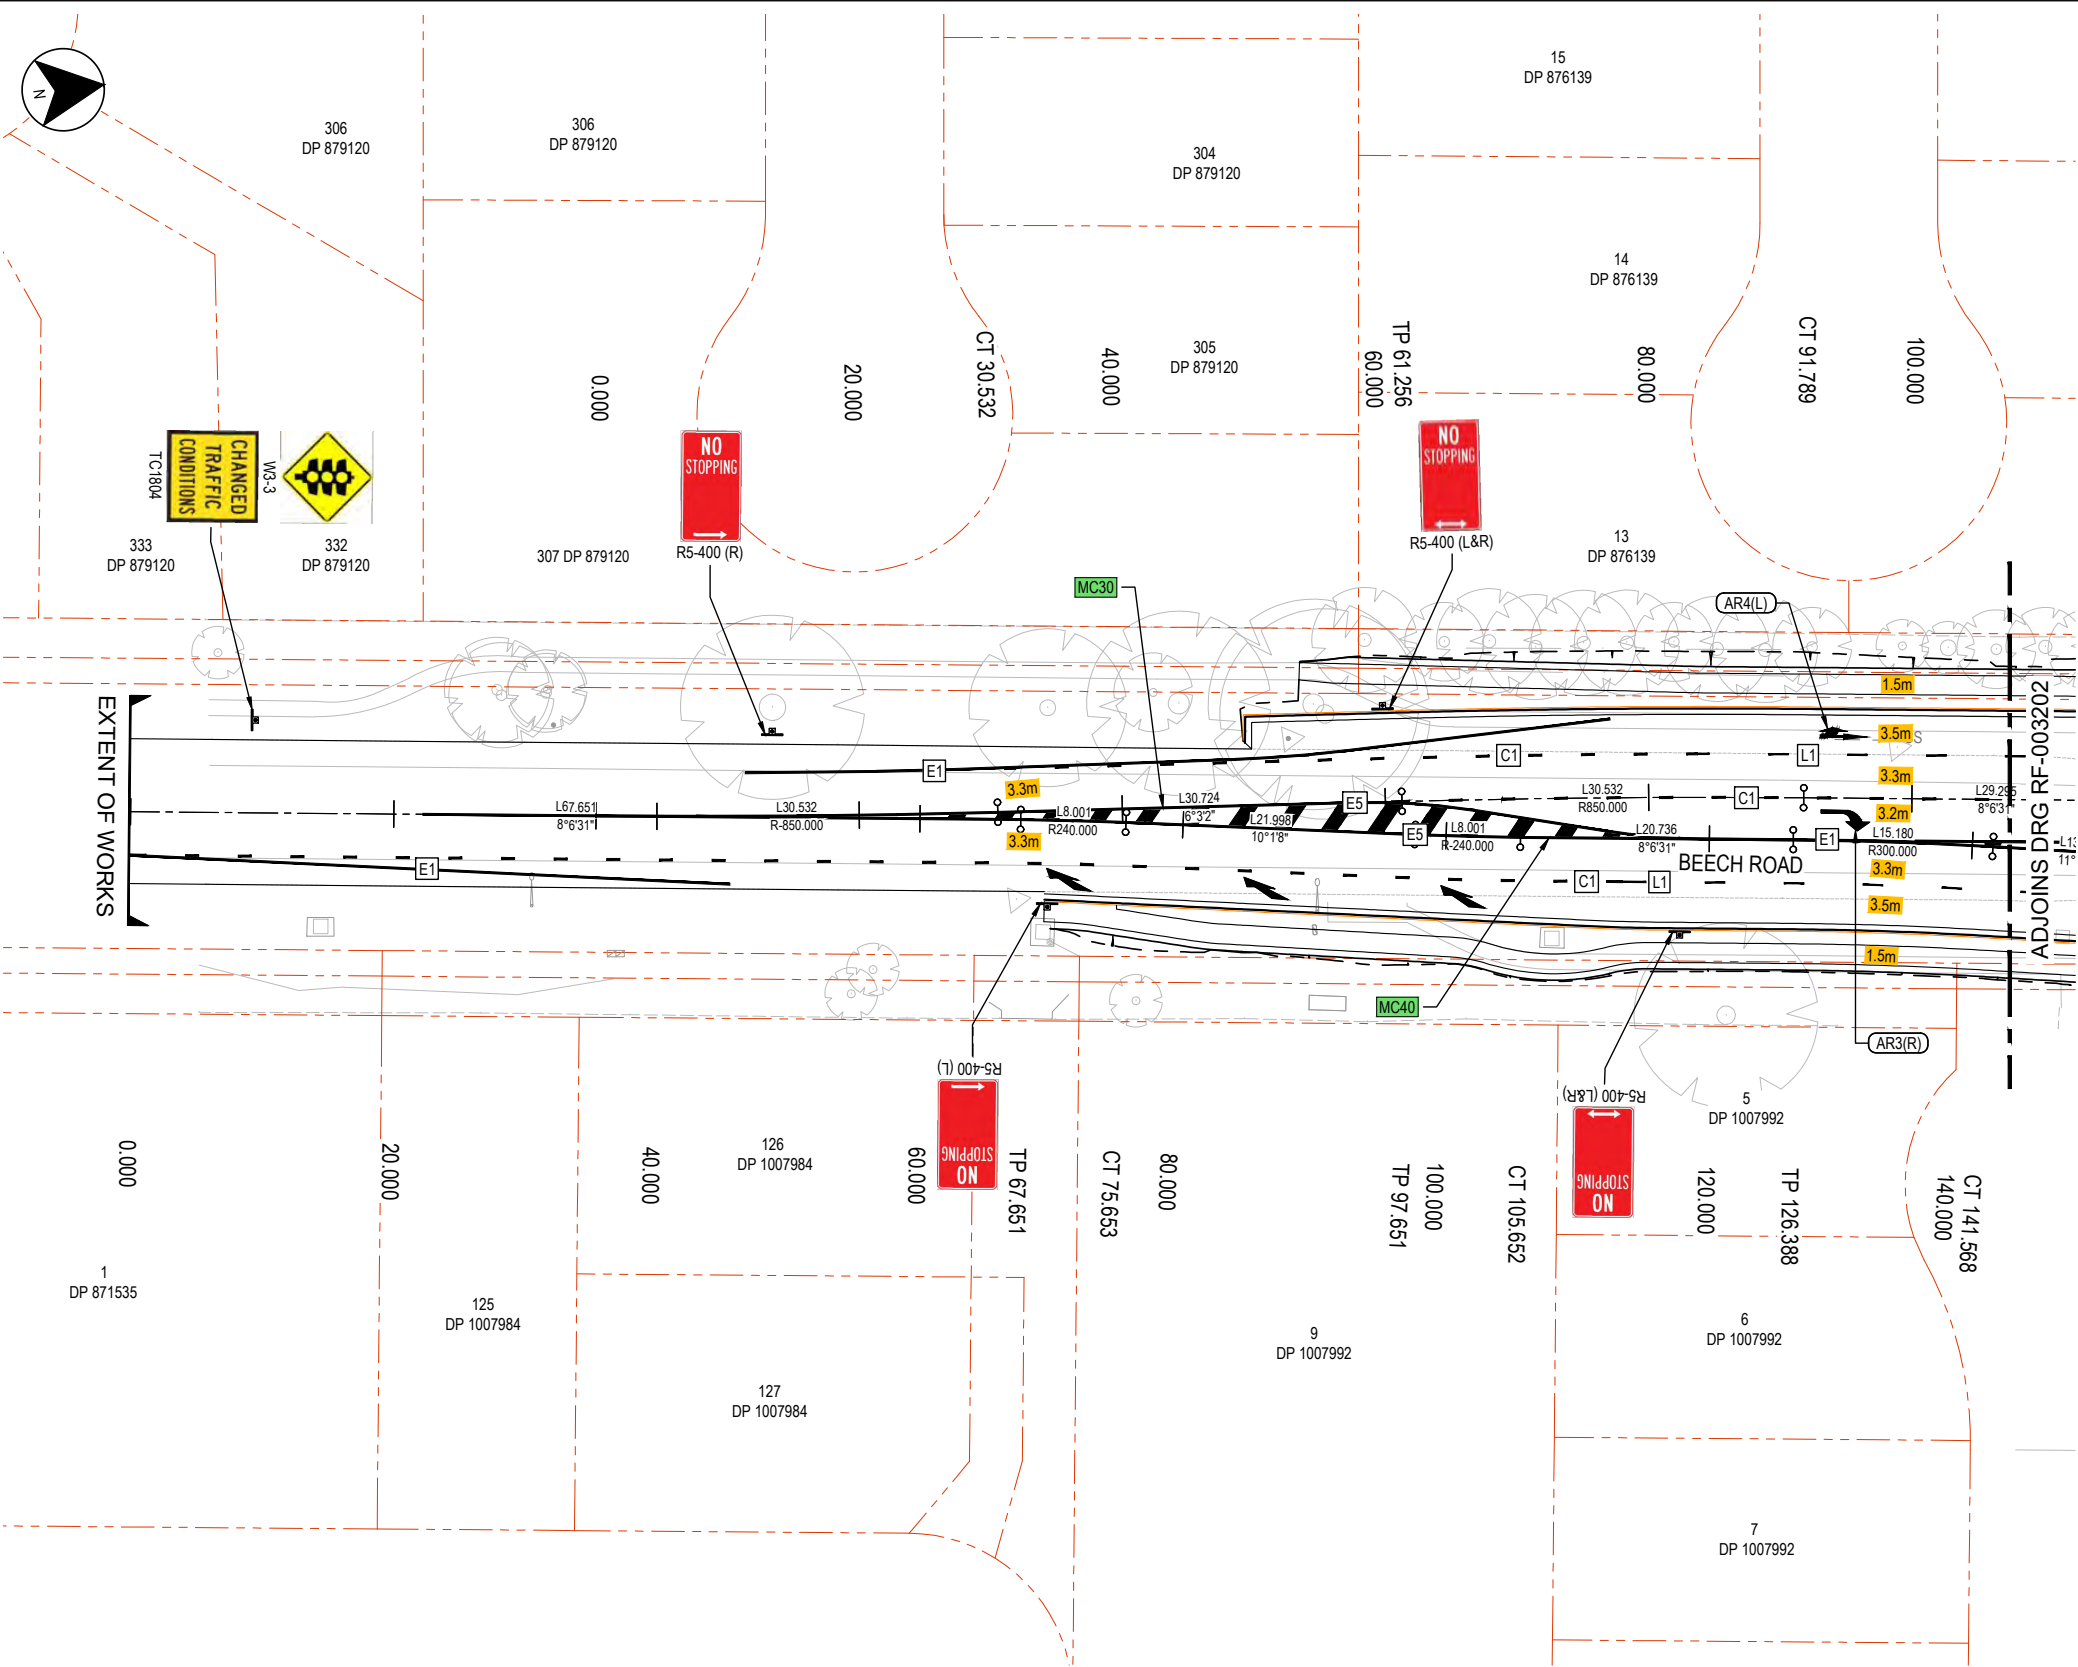 N
306
DP 879120
306
DP 879120
304
DP 879120
15
DP 876139
14
DP 876139
305
DP 879120
0.000
20.000
CT 30.532
40.000
60.000
TP 61.256
80.000
CT 91.789
100.000
CHANGED
TRAFFIC
CONDITIONS
TC1804
W3-3
NO
STOPPING
R5-400 (R)
NO
STOPPING
R5-400 (L&R)
333
DP 879120
332
DP 879120
307 DP 879120
13
DP 876139
MC30
AR4(L)
1.5m
3.5m
S
3.3m
3.2m
3.3m
3.5m
1.5m
EXTENT OF WORKS
ADJOINS DRG RF-003202
E1
C1
L1
3.3m
L67.651
8°6'31"
L30.532
R-850.000
L8.001
R240.000
L30.724
6°3'2"
L21.998
10°1'8"
E5
E5
L8.001
R-240.000
L30.532
R850.000
C1
L20.736
8°6'31"
E1
L15.180
R300.000
L29.295
8°6'31"
L13
11°
3.3m
E1
BEECH ROAD
C1
L1
MC40
AR3(R)
R5-400 (L)
NO
STOPPING
R5-400 (L&R)
NO
STOPPING
5
DP 1007992
0.000
20.000
40.000
60.000
TP 67.651
CT 75.653
80.000
TP 97.651
100.000
CT 105.652
120.000
TP 126.388
140.000
CT 141.568
126
DP 1007984
1
DP 871535
125
DP 1007984
127
DP 1007984
9
DP 1007992
6
DP 1007992
7
DP 1007992